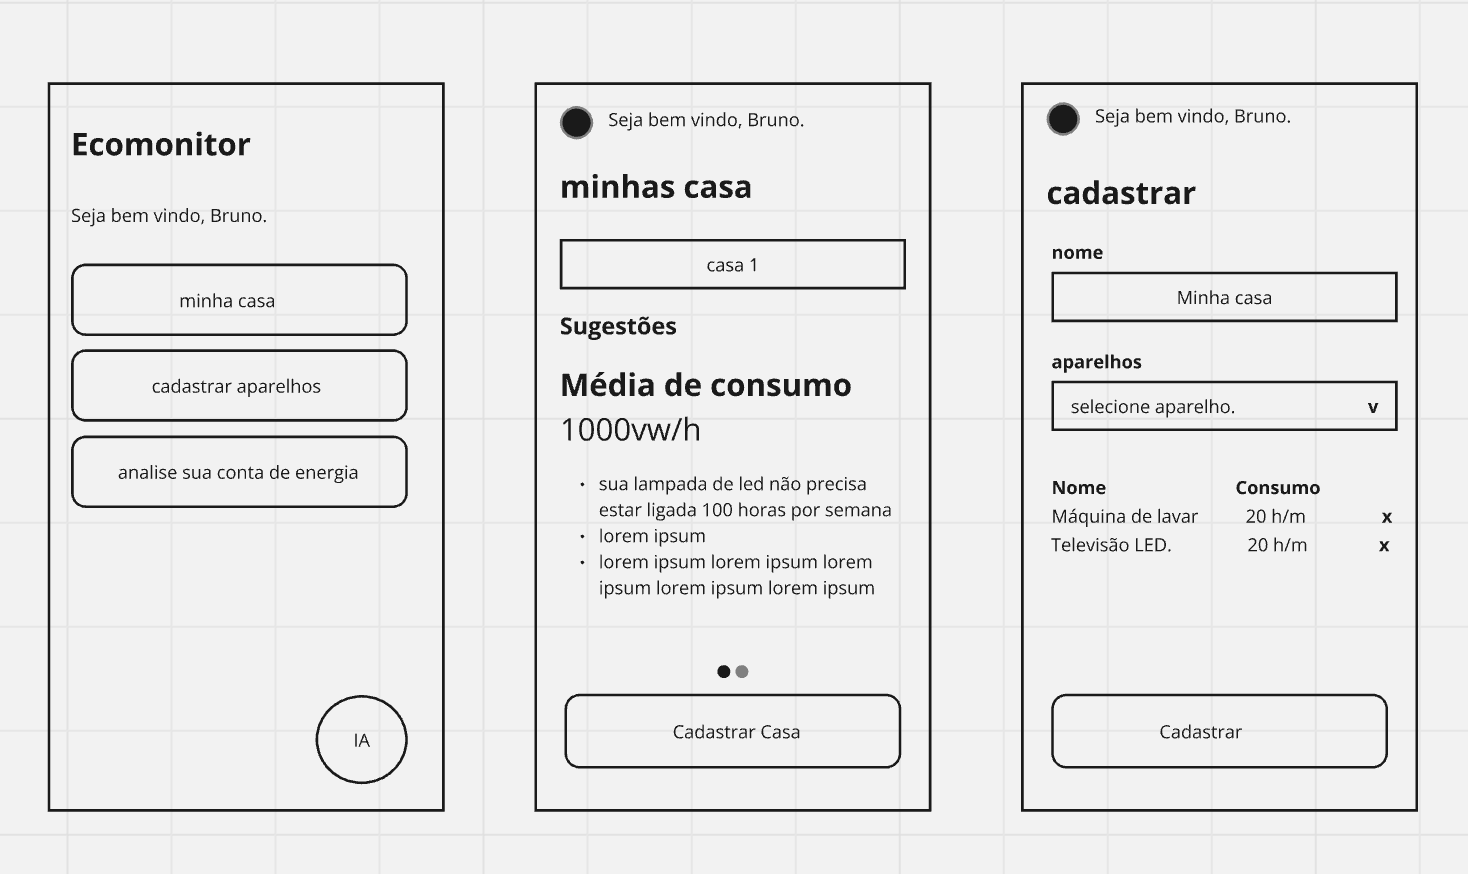 Ecomonitor
Seja bem vindo, Bruno.
minha casa
cadastrar aparelhos
analise sua conta de energia
IA
Seja bem vindo, Bruno.
minhas casa
casa 1
Sugestões
Média de consumo
1000vw/h
• sua lampada de led não precisa
estar ligada 100 horas por semana
• lorem ipsum
• lorem ipsum lorem ipsum lorem
ipsum lorem ipsum lorem ipsum
Cadastrar Casa
Seja bem vindo, Bruno.
cadastrar
nome
Minha casa
aparelhos
selecione aparelho. v
Nome Consumo
Máquina de lavar 20 h/m x
Televisão LED. 20 h/m x
Cadastrar